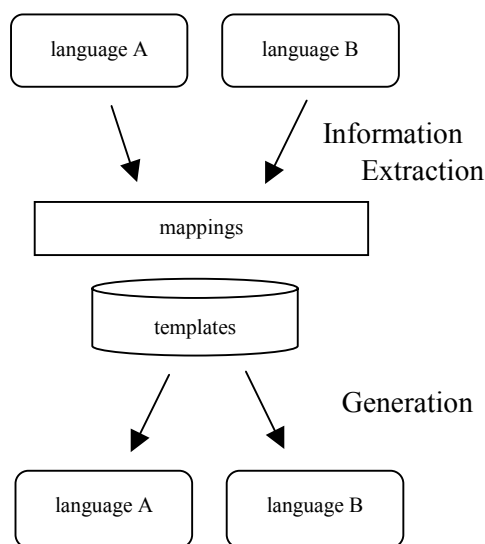 language A
language B
Information
Extraction
mappings
templates
Generation
language A
language B